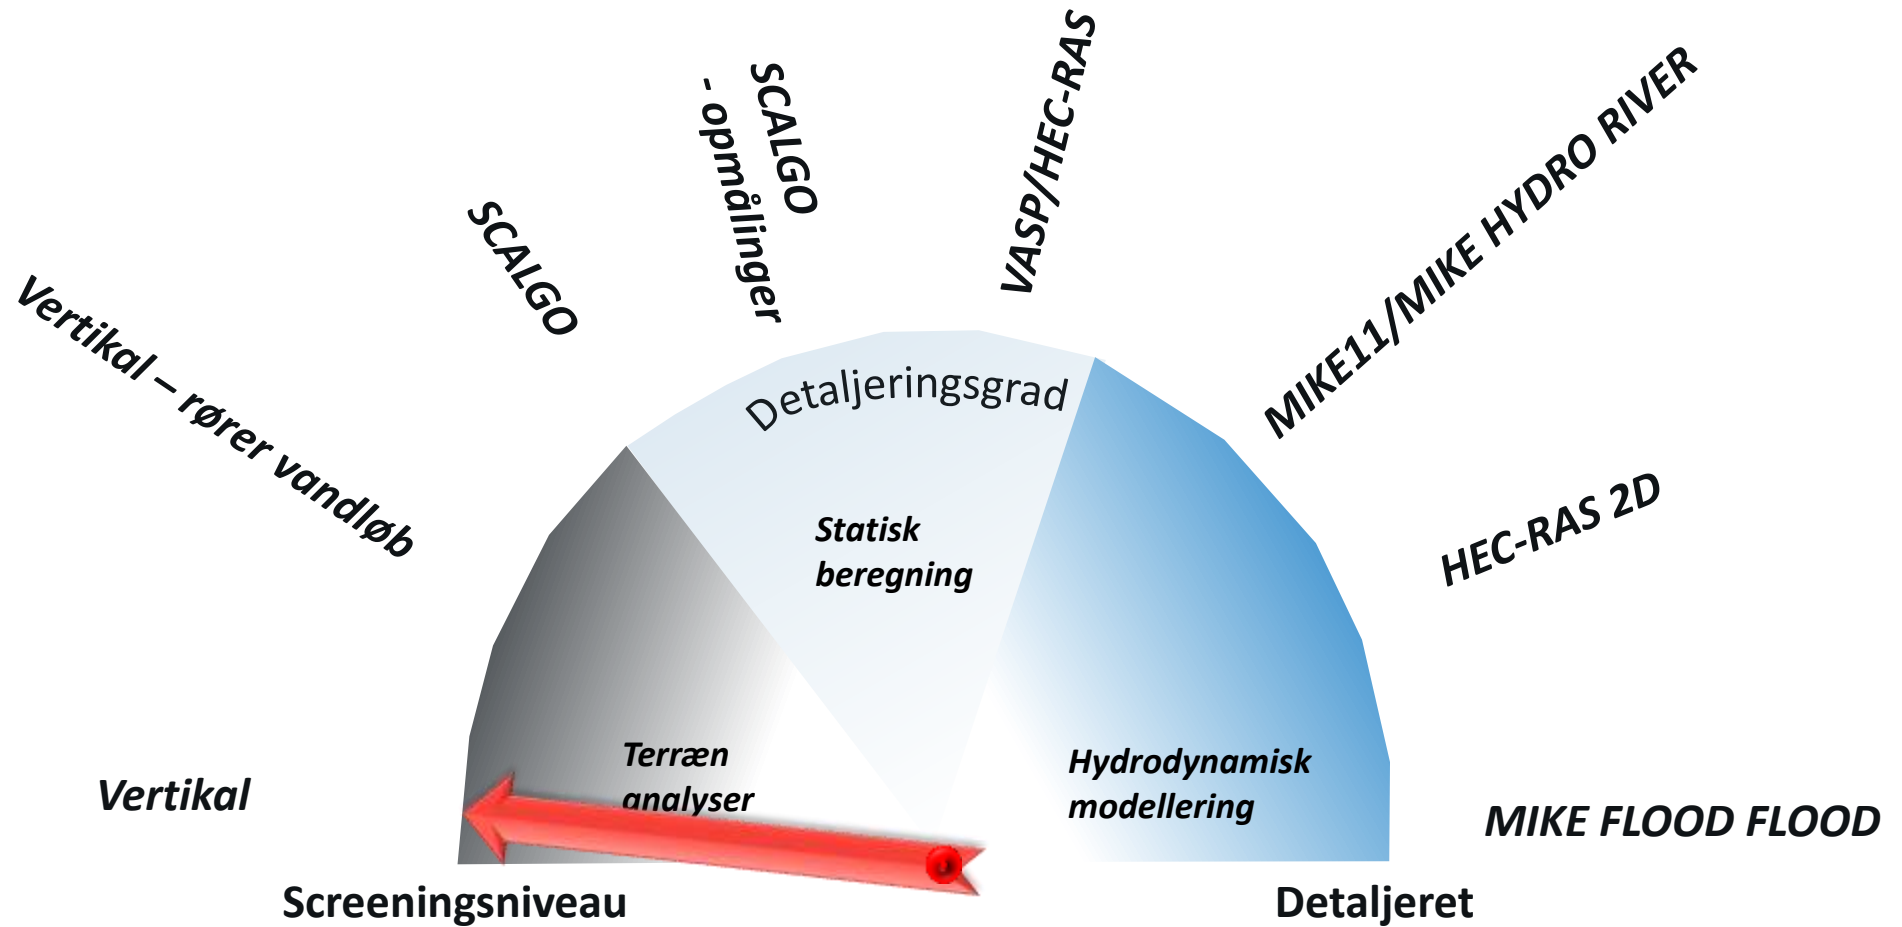 Vertikal
Vertikal – rører vandløb
SCALGO
SCALGO
- opmålinger
VASP/HEC-RAS
MIKE11/MIKE HYDRO RIVER
HEC-RAS 2D
MIKE FLOOD FLOOD
Detaljeringsgrad
Statisk
beregning
Terræn
analyser
Hydrodynamisk
modellering
Screeningsniveau
Detaljeret